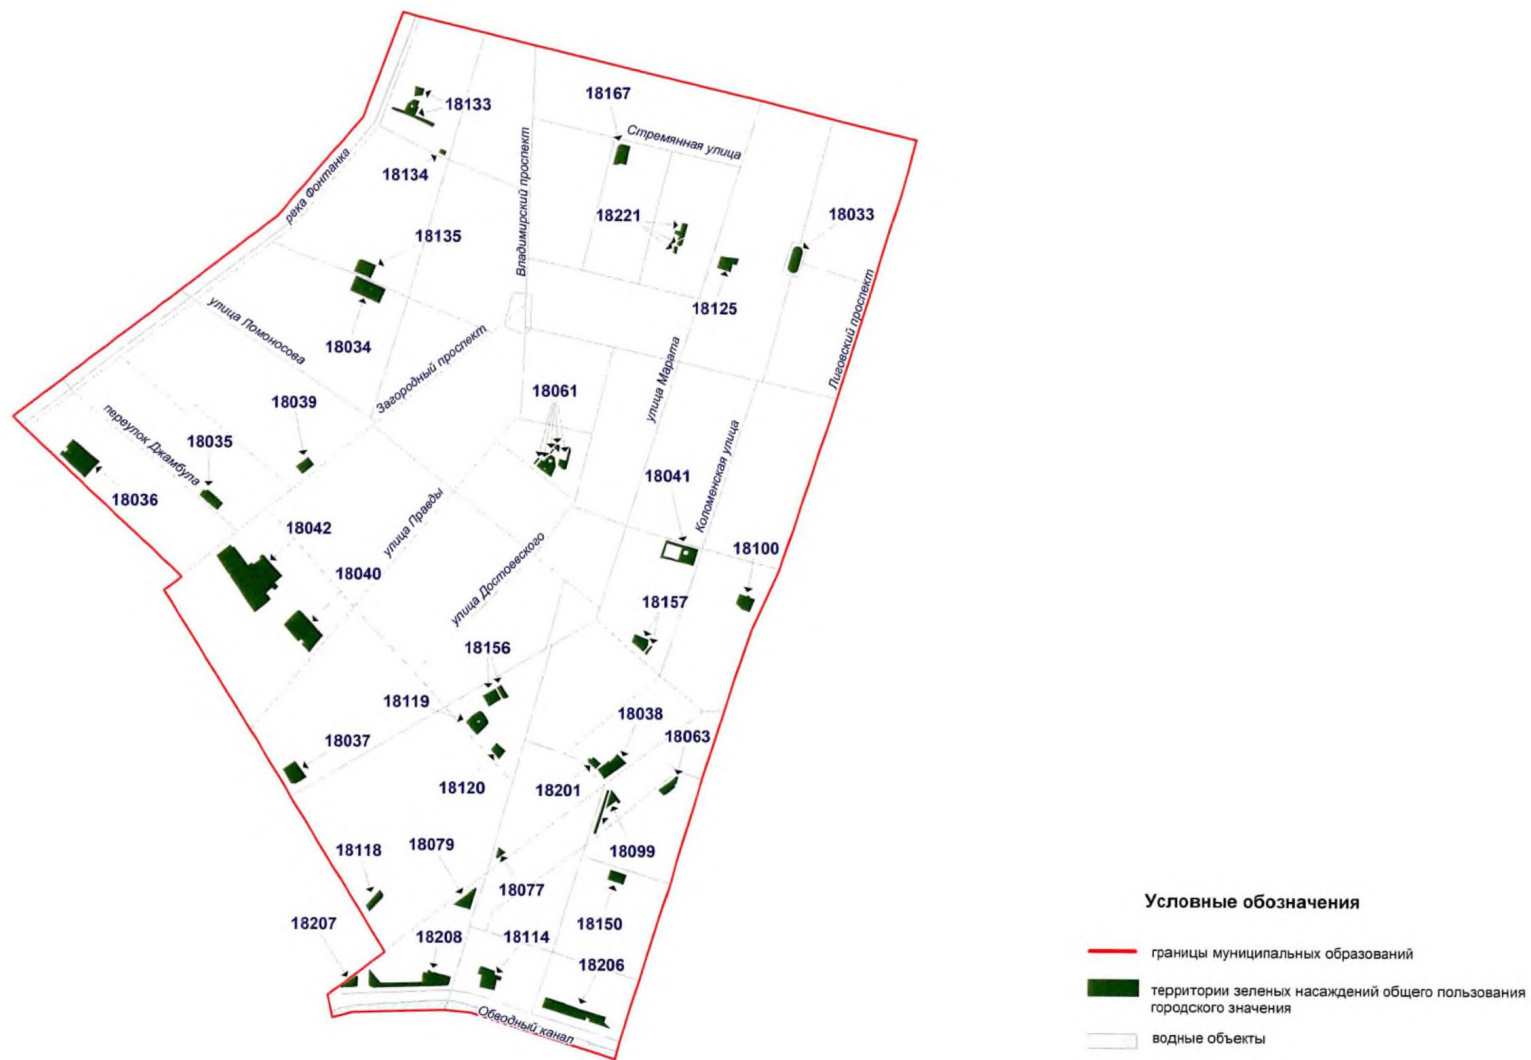 18133
18167
Стремянная улица
18134
река Фонтанка
Владимирский проспект
18221
18033
18135
18125
Лиговский проспект
18034
улица Помоносова
Загородный проспект
улица Марата
18061
18039
переулок Джамбула
18035
18036
18041
Коломенская улица
18042
улица Правды
18100
18040
улица Достоевского
18157
18156
18119
18038
18037
18063
18120
18201
18118
18079
18099
18077
18207
18208
18114
18150
18206
Обводный канал
Условные обозначения
границы муниципальных образований
территории зеленых насаждений общего пользования
городского значения
водные объекты